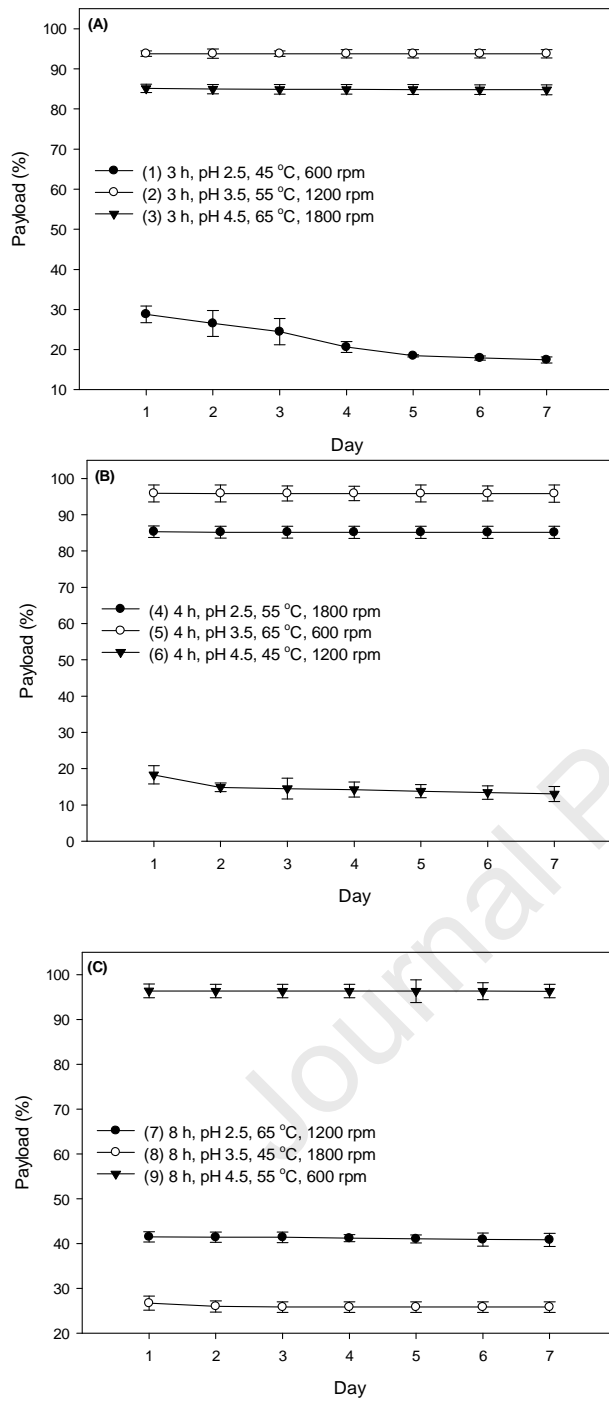 (A)
100
90
80
70
60
50
40
30
20
10
Payload (%)
(1) 3 h, pH 2.5, 45 °C, 600 rpm
(2) 3 h, pH 3.5, 55 °C, 1200 rpm
(3) 3 h, pH 4.5, 65 °C, 1800 rpm
1 2 3 4 5 6 7
Day
(B)
100
90
80
70
60
50
40
30
20
10
0
Payload (%)
(4) 4 h, pH 2.5, 55 °C, 1800 rpm
(5) 4 h, pH 3.5, 65 °C, 600 rpm
(6) 4 h, pH 4.5, 45 °C, 1200 rpm
1 2 3 4 5 6 7
Day
(C)
100
90
80
70
60
50
40
30
20
Payload (%)
(7) 8 h, pH 2.5, 65 °C, 1200 rpm
(8) 8 h, pH 3.5, 45 °C, 1800 rpm
(9) 8 h, pH 4.5, 55 °C, 600 rpm
1 2 3 4 5 6 7
Day
Journal P